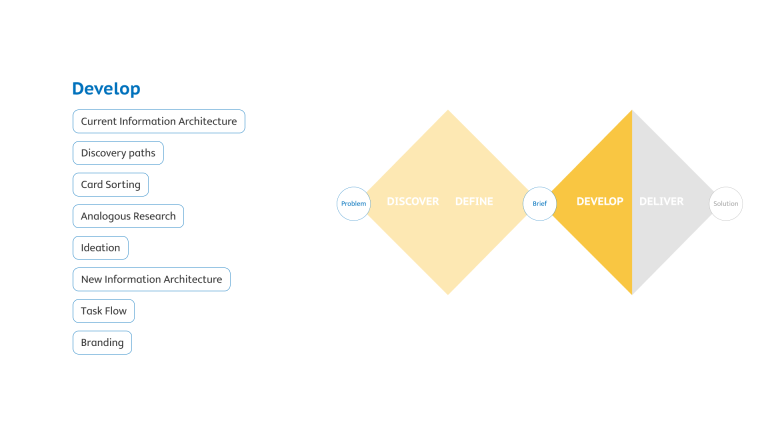 Develop
Current Information Architecture
Discovery paths
Card Sorting
Analogous Research
Ideation
New Information Architecture
Task Flow
Branding
Problem
DISCOVER
DEFINE
Brief
DEVELOP
DELIVER
Solution